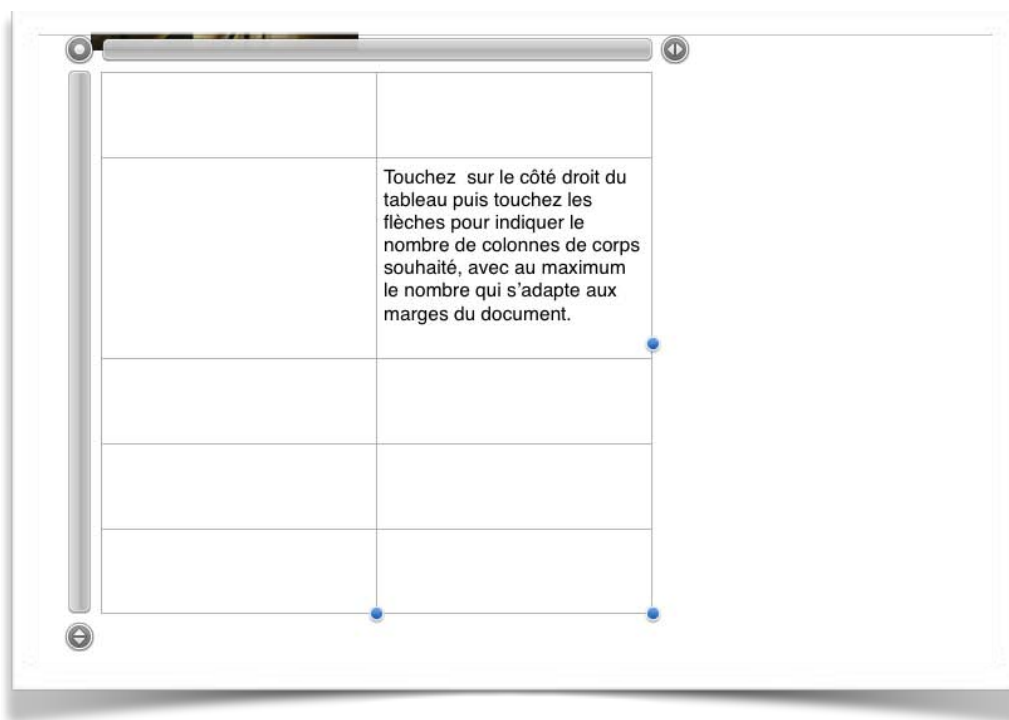 Touchez  sur le côté droit du
tableau puis touchez les
flèches pour indiquer le
nombre de colonnes de corps
souhaité, avec au maximum
le nombre qui s’adapte aux
marges du document.